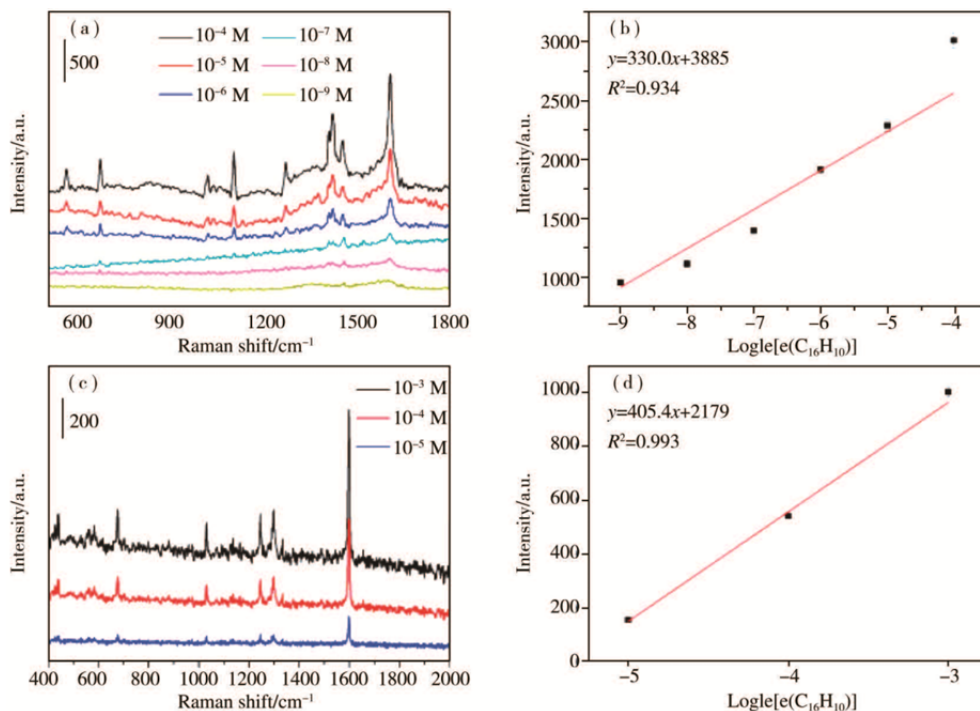 ( a )
10⁻⁴ M
10⁻⁷ M
500
10⁻⁵ M
10⁻⁸ M
10⁻⁶ M
10⁻⁹ M
Intensity/a.u.
600 900 1200 1500 1800
Raman shift/cm⁻¹
( b )
y=330.0x+3885
R²=0.934
3000
2500
2000
1500
1000
Intensity/a.u.
−9 −8 −7 −6 −5 −4
Logle[e(C₁₆H₁₀)]
( c )
10⁻³ M
200
10⁻⁴ M
10⁻⁵ M
Intensity/a.u.
400 600 800 1000 1200 1400 1600 1800 2000
Raman shift/cm⁻¹
( d )
y=405.4x+2179
R²=0.993
1000
800
600
400
200
0
Intensity/a.u.
−5 −4 −3
Logle[e(C₁₆H₁₀)]